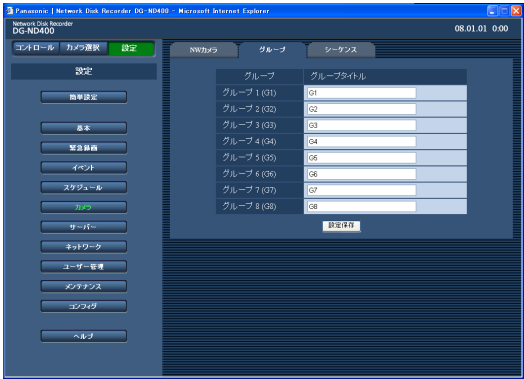 Panasonic | Network Disk Recorder DG-ND400 - Microsoft Internet Explorer
Network Disk Recorder
DG-ND400
08.01.01 0:00
コントロール カメラ選択 設定
NWカメラ グループ シーケンス
設定
簡単設定
基本
緊急録画
イベント
スケジュール
カメラ
サーバー
ネットワーク
ユーザー管理
メンテナンス
コンフィグ
ヘルプ
グループ グループタイトル
グループ 1 (G1) G1
グループ 2 (G2) G2
グループ 3 (G3) G3
グループ 4 (G4) G4
グループ 5 (G5) G5
グループ 6 (G6) G6
グループ 7 (G7) G7
グループ 8 (G8) G8
設定保存